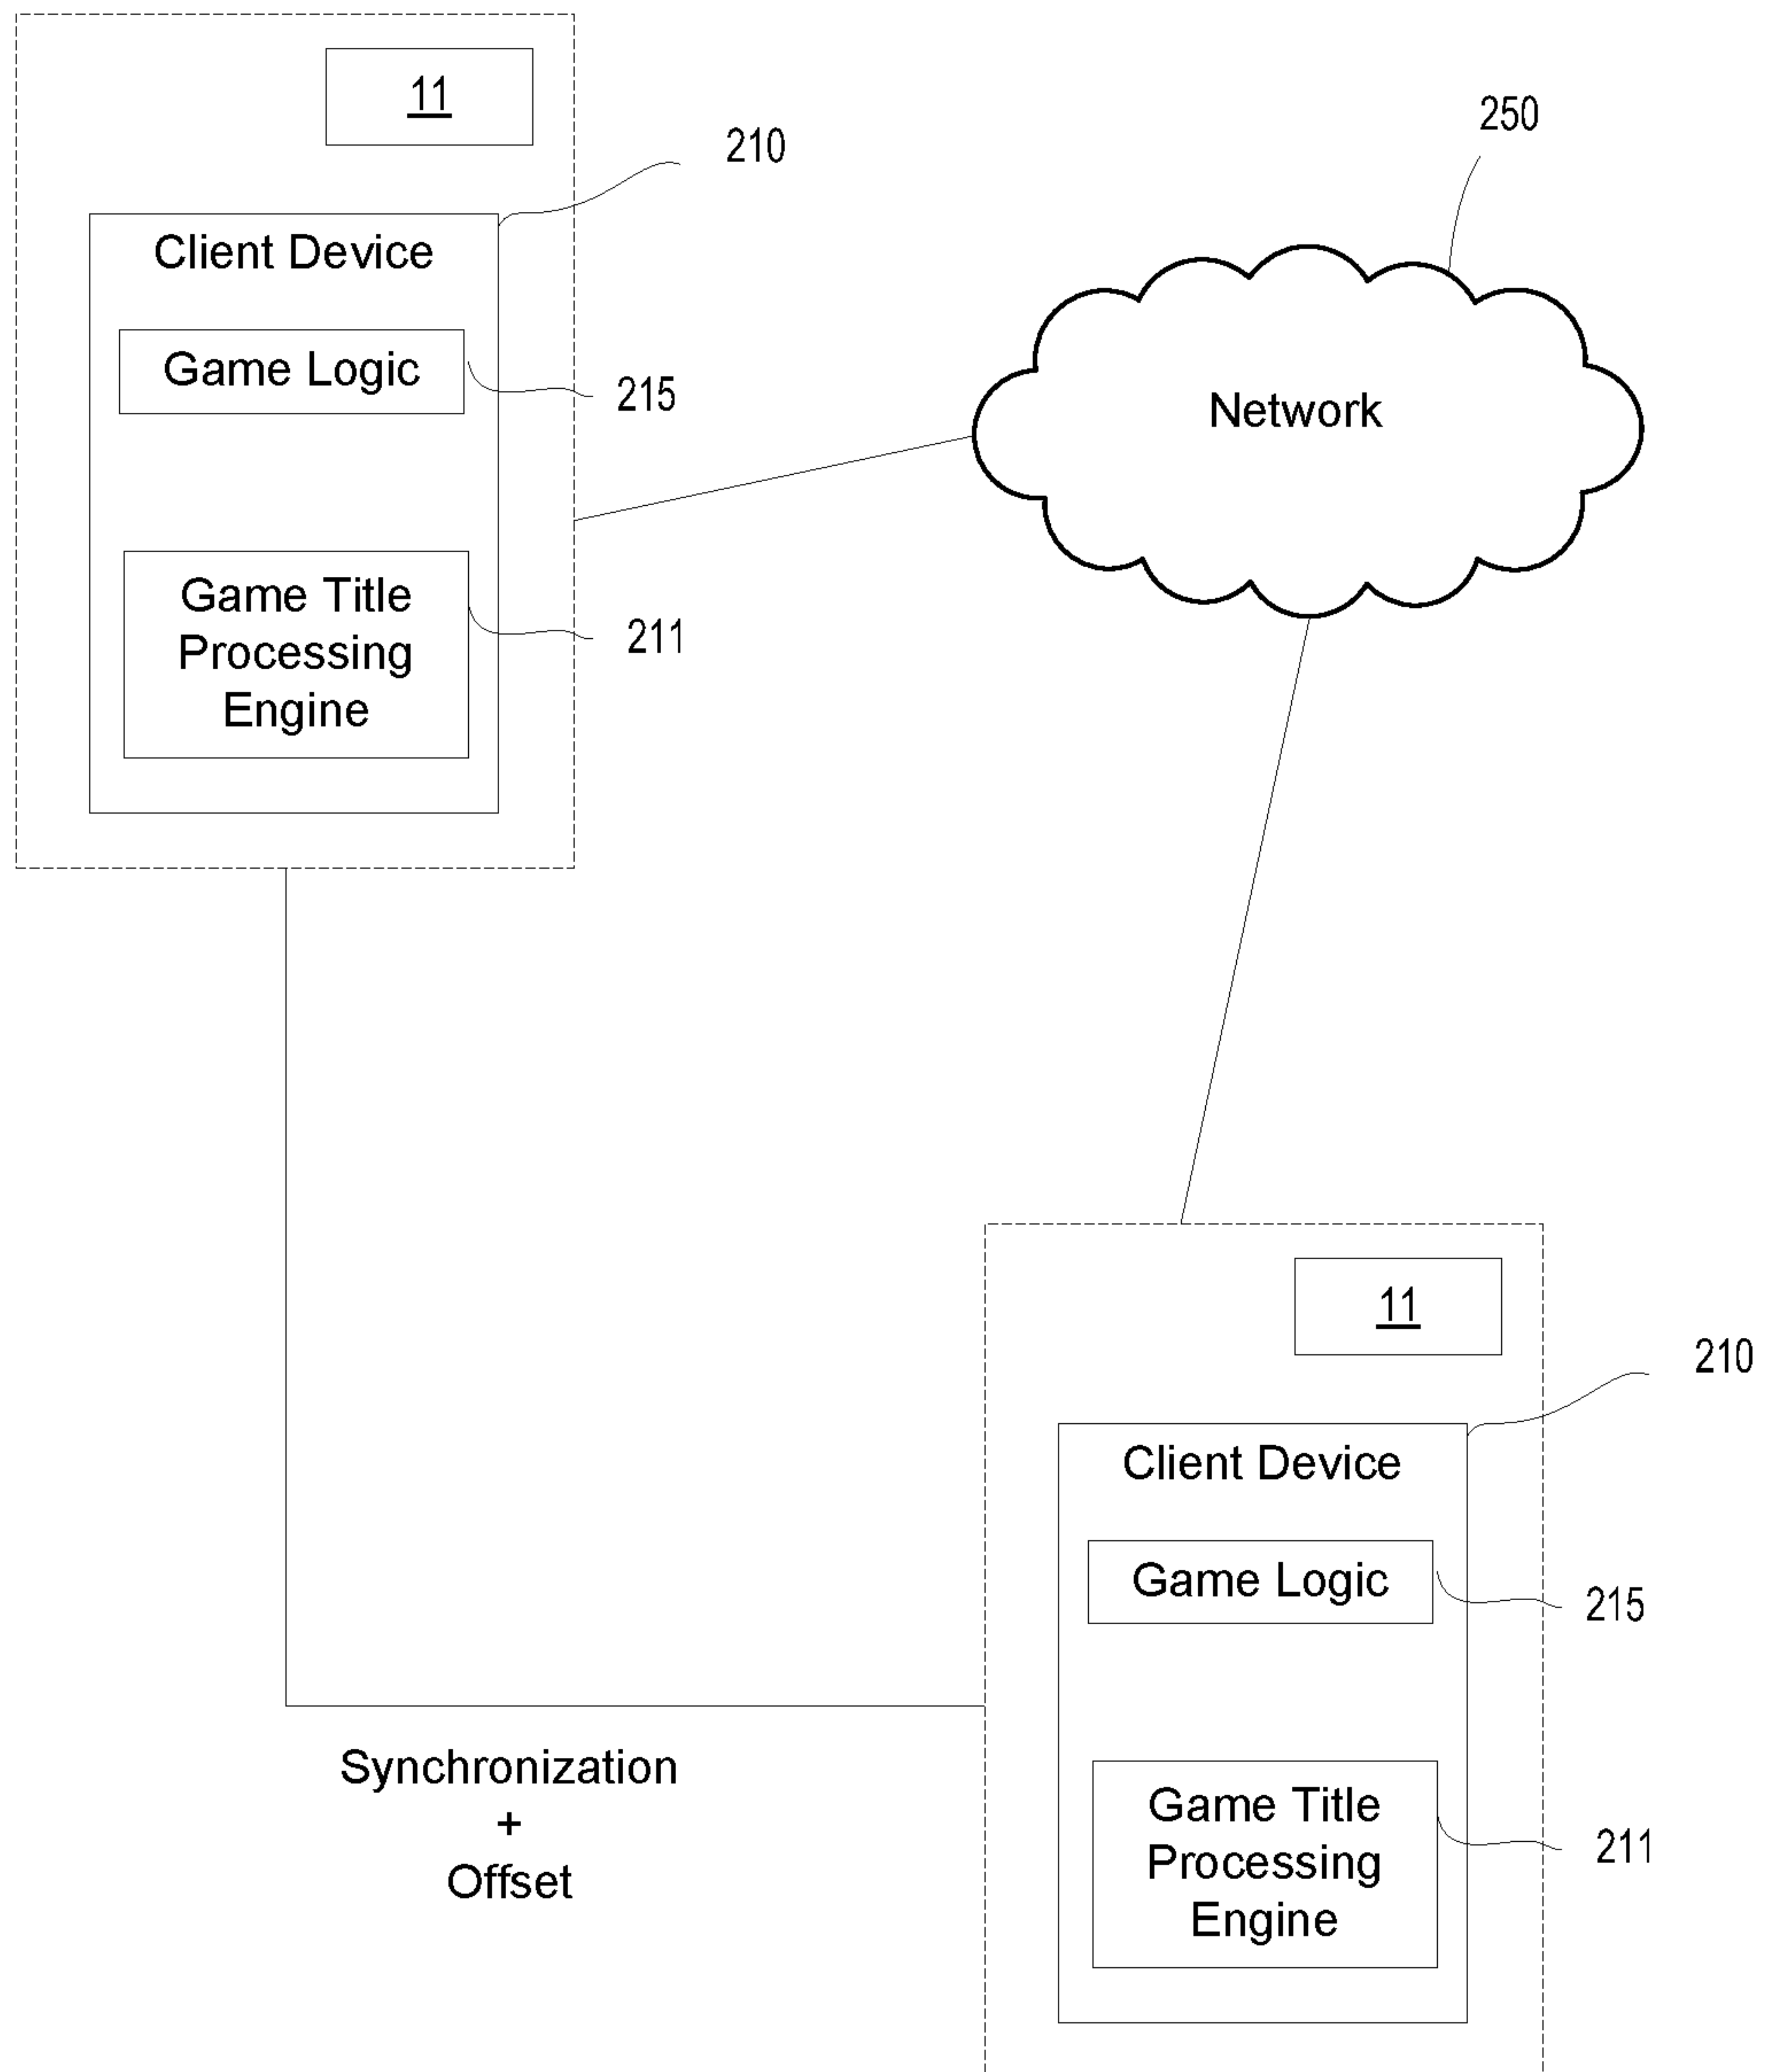 11
210
250
Client Device
Game Logic
215
Network
Game Title
Processing
Engine
211
11
210
Client Device
Game Logic
215
Synchronization
+
Offset
Game Title
Processing
Engine
211